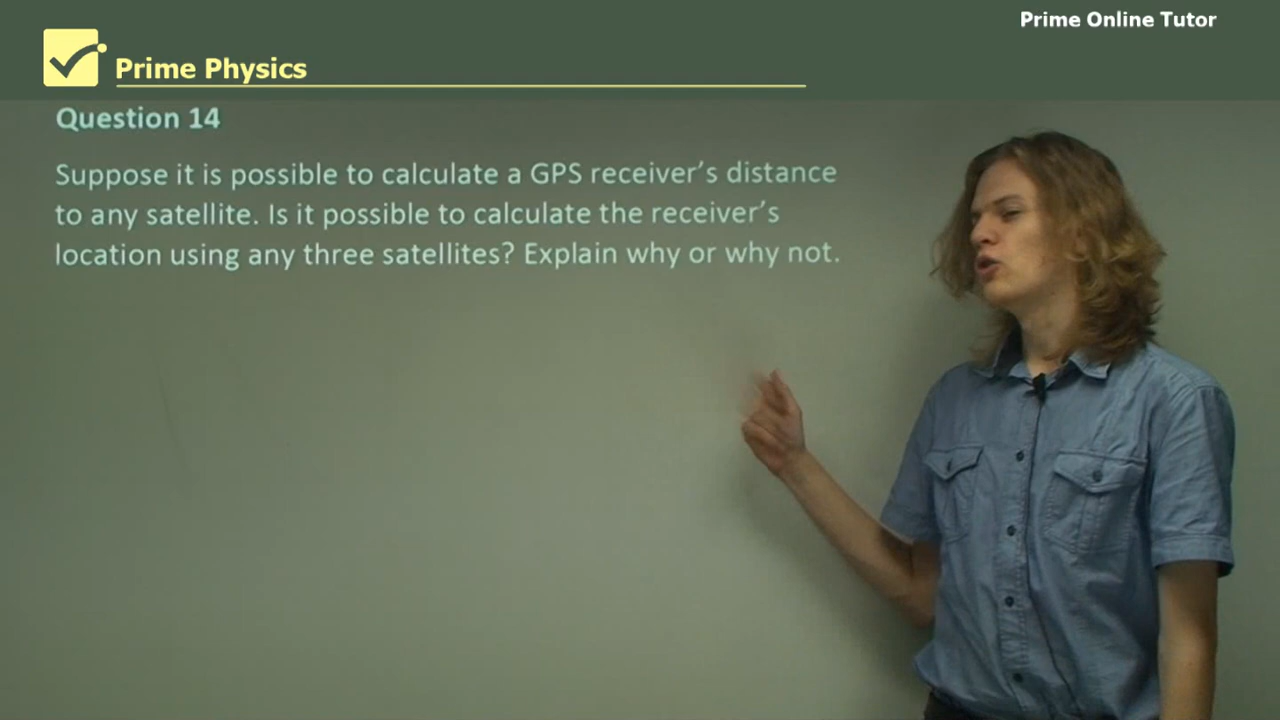 Prime Online Tutor
Prime Physics
Question 14
Suppose it is possible to calculate a GPS receiver’s distance
to any satellite. Is it possible to calculate the receiver’s
location using any three satellites? Explain why or why not.